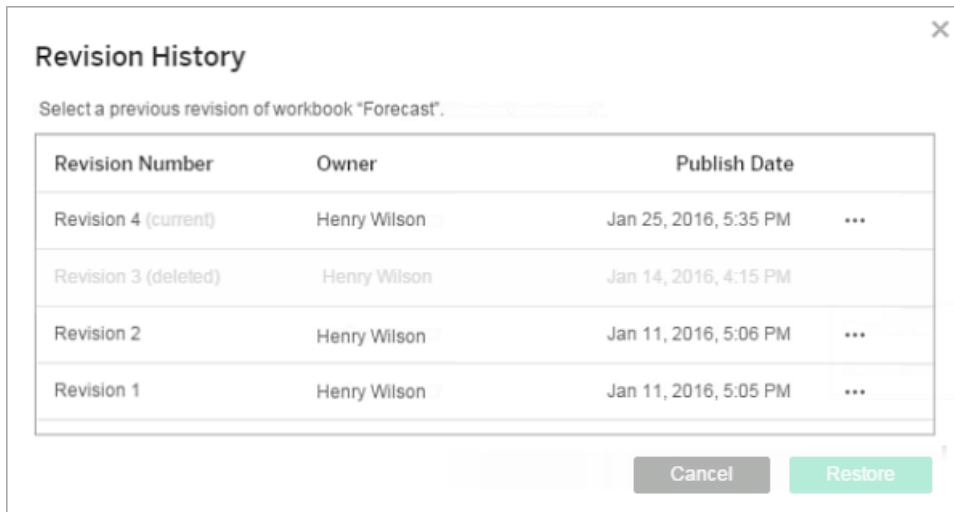 Revision History
Select a previous revision of workbook “Forecast”.
Revision Number Owner Publish Date
Revision 4 (current) Henry Wilson Jan 25, 2016, 5:35 PM
Revision 3 (deleted) Henry Wilson Jan 14, 2016, 4:15 PM
Revision 2 Henry Wilson Jan 11, 2016, 5:06 PM
Revision 1 Henry Wilson Jan 11, 2016, 5:05 PM
Cancel Restore